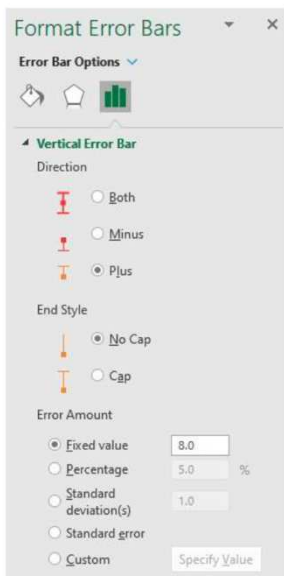 Format Error Bars
Error Bar Options
Vertical Error Bar
Direction
Both
Minus
Plus
End Style
No Cap
Cap
Error Amount
Fixed value 8.0
Percentage 5.0 %
Standard
deviation(s) 1.0
Standard error
Custom Specify Value